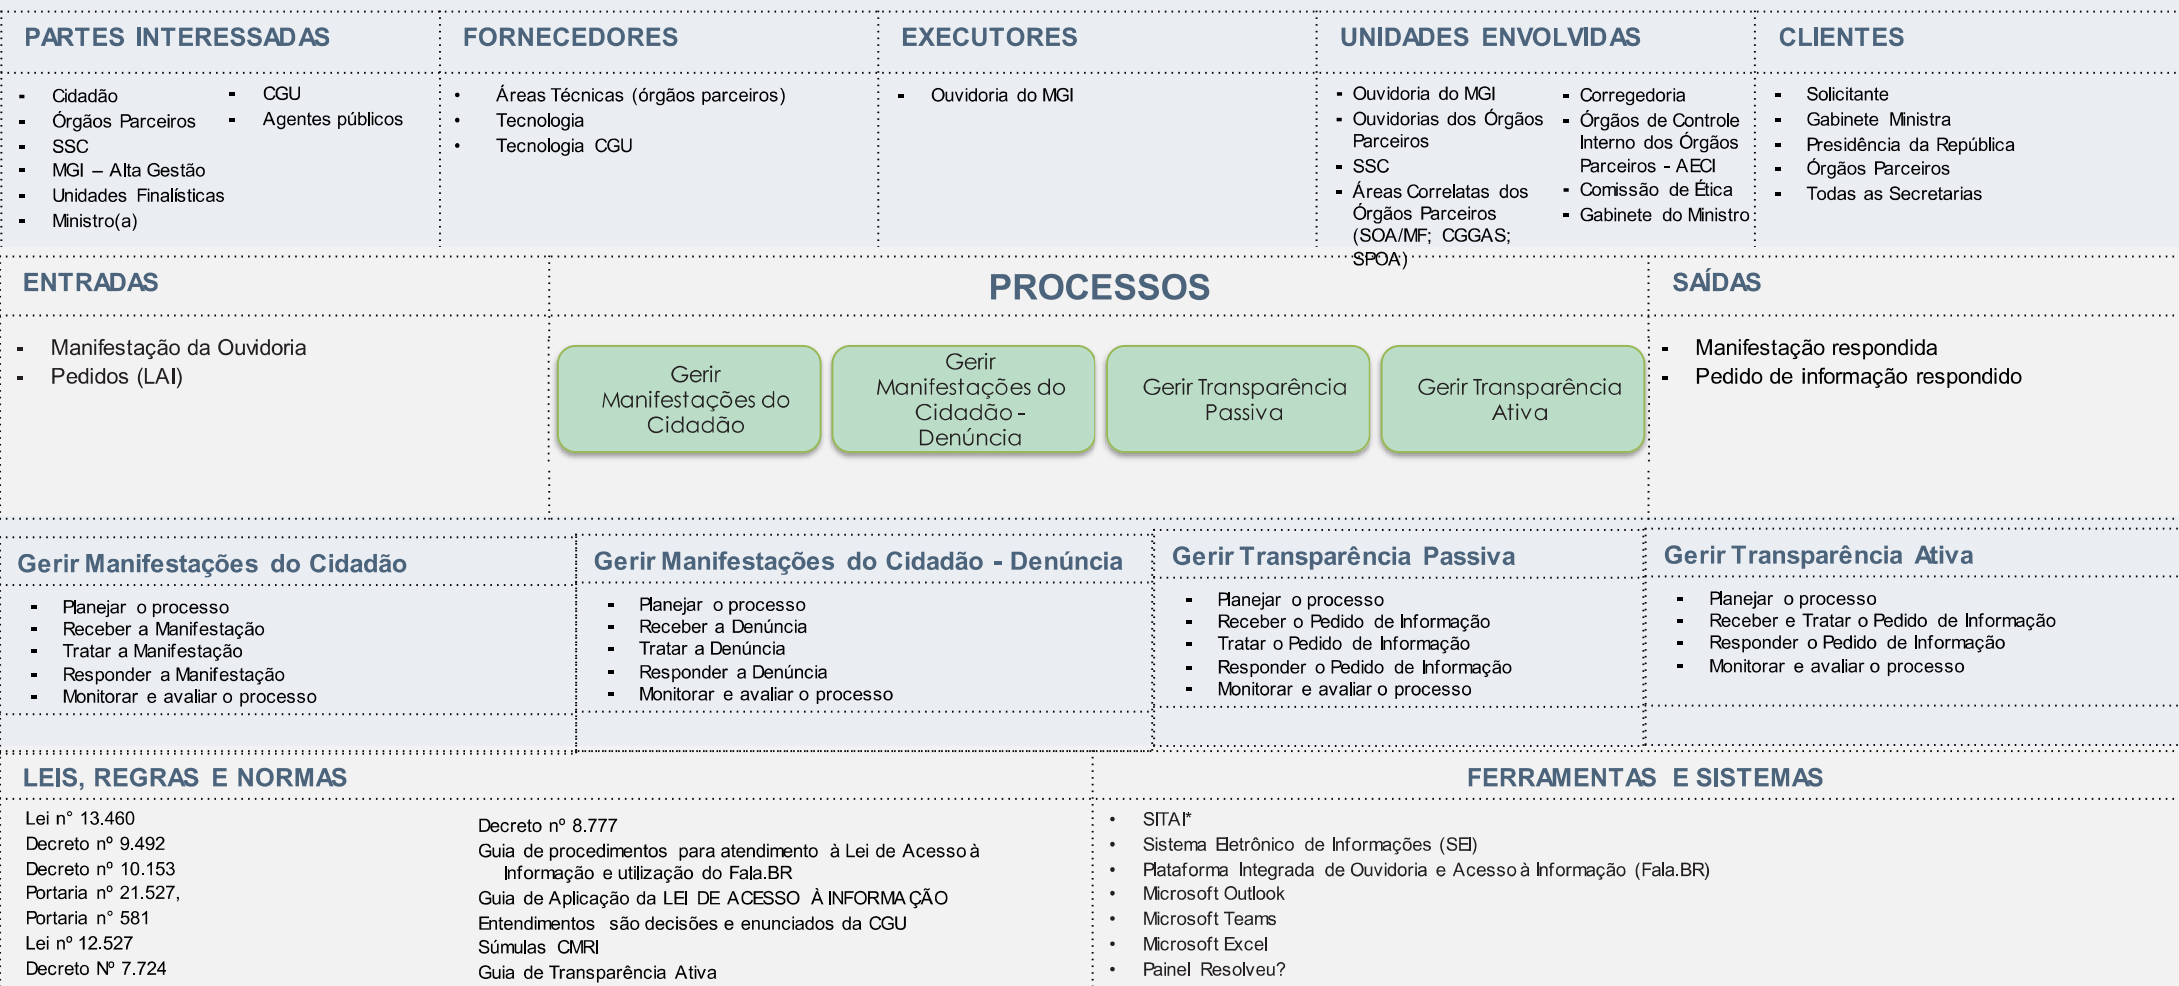 PARTES INTERESSADAS
- Cidadão
- Órgãos Parceiros
- SSC
- MGI – Alta Gestão
- Unidades Finalísticas
- Ministro(a)
- CGU
- Agentes públicos
FORNECEDORES
• Áreas Técnicas (órgãos parceiros)
• Tecnologia
• Tecnologia CGU
EXECUTORES
- Ouvidoria do MGI
UNIDADES ENVOLVIDAS
- Ouvidoria do MGI
- Ouvidorias dos Órgãos
Parceiros
- SSC
- Áreas Correlatas dos
Órgãos Parceiros
(SOA/MF; CGGAS;
SPOA)
- Corregedoria
- Órgãos de Controle
Interno dos Órgãos
Parceiros - AECI
- Comissão de Ética
- Gabinete do Ministro
CLIENTES
- Solicitante
- Gabinete Ministra
- Presidência da República
- Órgãos Parceiros
- Todas as Secretarias
ENTRADAS
- Manifestação da Ouvidoria
- Pedidos (LAI)
PROCESSOS
Gerir
Manifestações do
Cidadão
Gerir
Manifestações do
Cidadão -
Denúncia
Gerir Transparência
Passiva
Gerir Transparência
Ativa
SAÍDAS
- Manifestação respondida
- Pedido de informação respondido
Gerir Manifestações do Cidadão
- Planejar o processo
- Receber a Manifestação
- Tratar a Manifestação
- Responder a Manifestação
- Monitorar e avaliar o processo
Gerir Manifestações do Cidadão - Denúncia
- Planejar o processo
- Receber a Denúncia
- Tratar a Denúncia
- Responder a Denúncia
- Monitorar e avaliar o processo
Gerir Transparência Passiva
- Planejar o processo
- Receber o Pedido de Informação
- Tratar o Pedido de Informação
- Responder o Pedido de Informação
- Monitorar e avaliar o processo
Gerir Transparência Ativa
- Planejar o processo
- Receber e Tratar o Pedido de Informação
- Responder o Pedido de Informação
- Monitorar e avaliar o processo
LEIS, REGRAS E NORMAS
Lei n° 13.460
Decreto nº 9.492
Decreto nº 10.153
Portaria nº 21.527,
Portaria n° 581
Lei nº 12.527
Decreto Nº 7.724
Decreto nº 8.777
Guia de procedimentos para atendimento à Lei de Acesso à
Informação e utilização do Fala.BR
Guia de Aplicação da LEI DE ACESSO À INFORMAÇÃO
Entendimentos são decisões e enunciados da CGU
Súmulas CMRI
Guia de Transparência Ativa
FERRAMENTAS E SISTEMAS
• SITAI*
• Sistema Eletrônico de Informações (SEI)
• Plataforma Integrada de Ouvidoria e Acesso à Informação (Fala.BR)
• Microsoft Outlook
• Microsoft Teams
• Microsoft Excel
• Painel Resolveu?